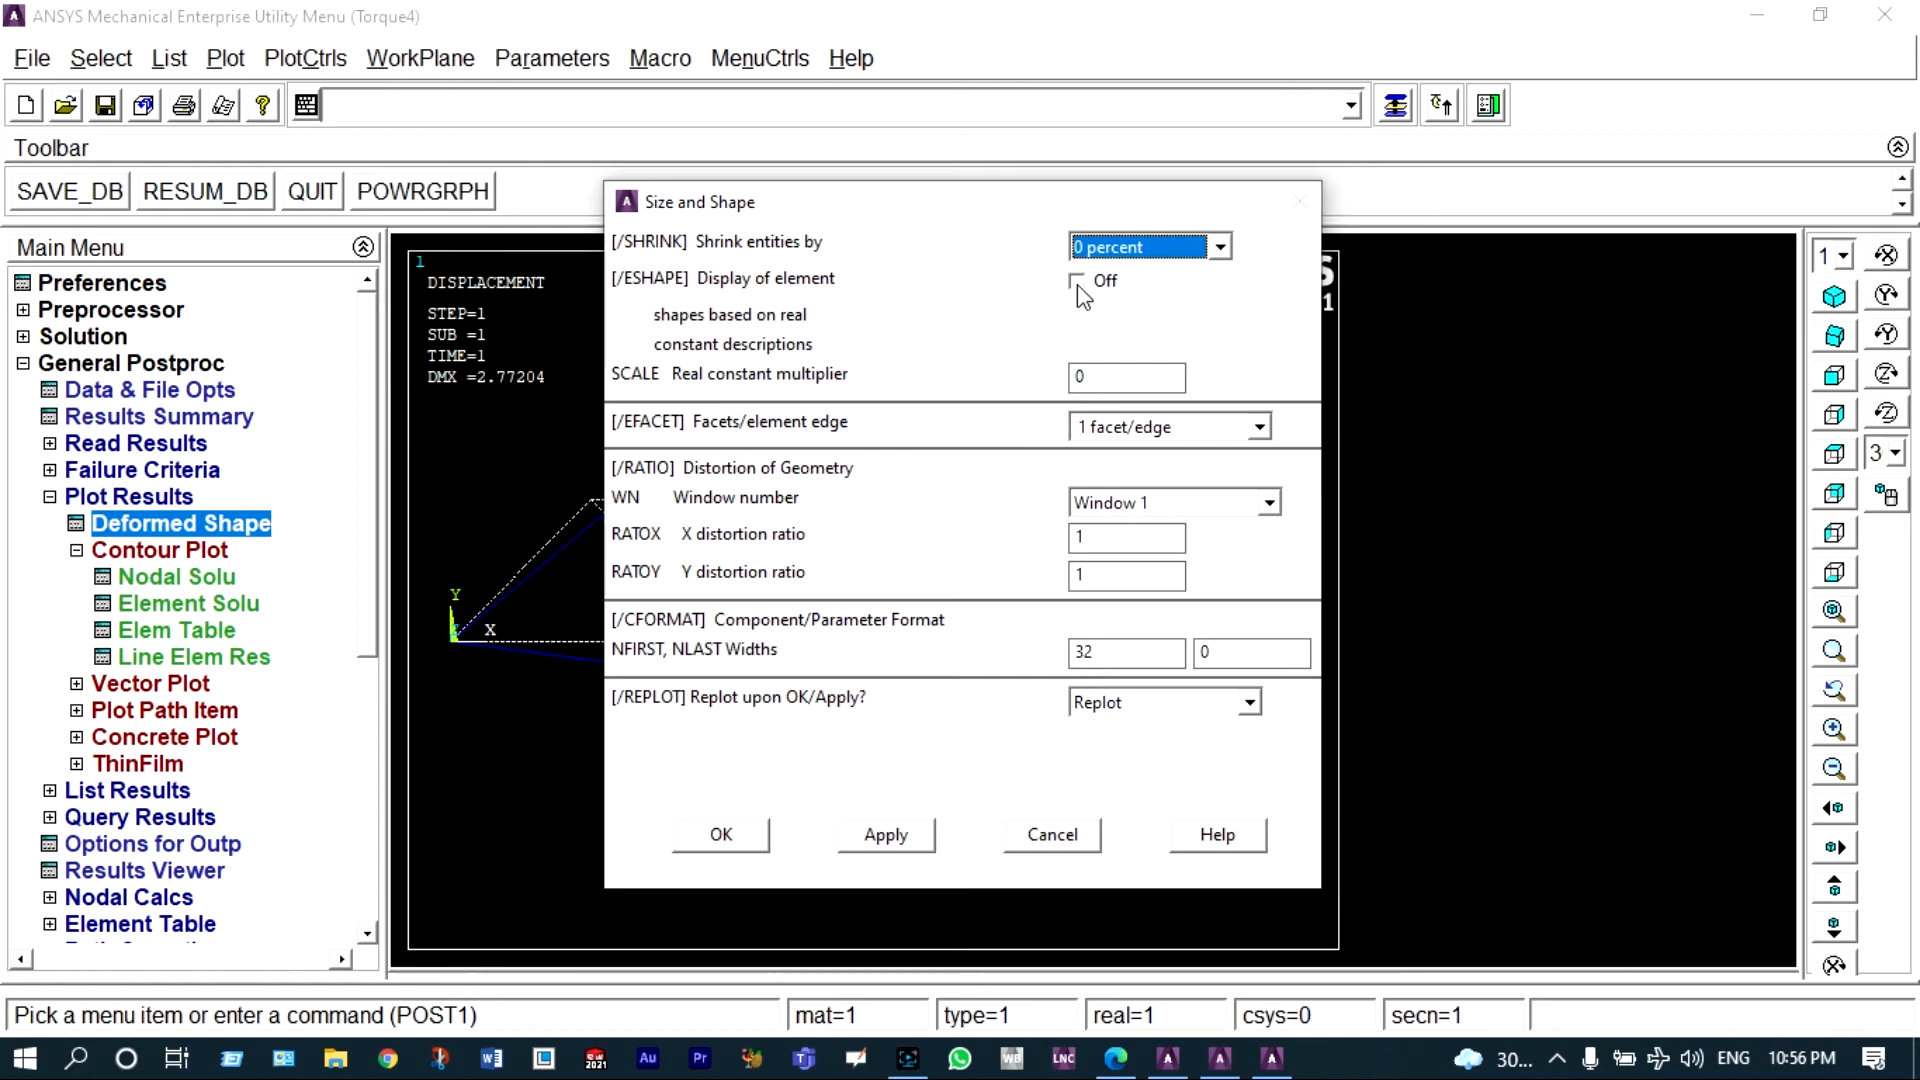 ANSYS Mechanical Enterprise Utility Menu (Torque4)
File Select List Plot PlotCtrls WorkPlane Parameters Macro MenuCtrls Help
Toolbar
SAVE_DB RESUM_DB QUIT POWRGRPH
Main Menu
Preferences
Preprocessor
Solution
General Postproc
Data & File Opts
Results Summary
Read Results
Failure Criteria
Plot Results
Deformed Shape
Contour Plot
Nodal Solu
Element Solu
Elem Table
Line Elem Res
Vector Plot
Plot Path Item
Concrete Plot
ThinFilm
List Results
Query Results
Options for Outp
Results Viewer
Nodal Calcs
Element Table
1
DISPLACEMENT
STEP=1
SUB =1
TIME=1
DMX =2.77204
Y
X
S
1
Size and Shape
[/SHRINK] Shrink entities by 0 percent
[/ESHAPE] Display of element Off
shapes based on real
constant descriptions
SCALE Real constant multiplier 0
[/EFACET] Facets/element edge 1 facet/edge
[/RATIO] Distortion of Geometry
WN Window number Window 1
RATOX X distortion ratio 1
RATOY Y distortion ratio 1
[/CFORMAT] Component/Parameter Format
NFIRST, NLAST Widths 32 0
[/REPLOT] Replot upon OK/Apply? Replot
OK Apply Cancel Help
1
3
Pick a menu item or enter a command (POST1) mat=1 type=1 real=1 csys=0 secn=1
SW 2021 Au Pr WB LNC 30... ENG 10:56 PM